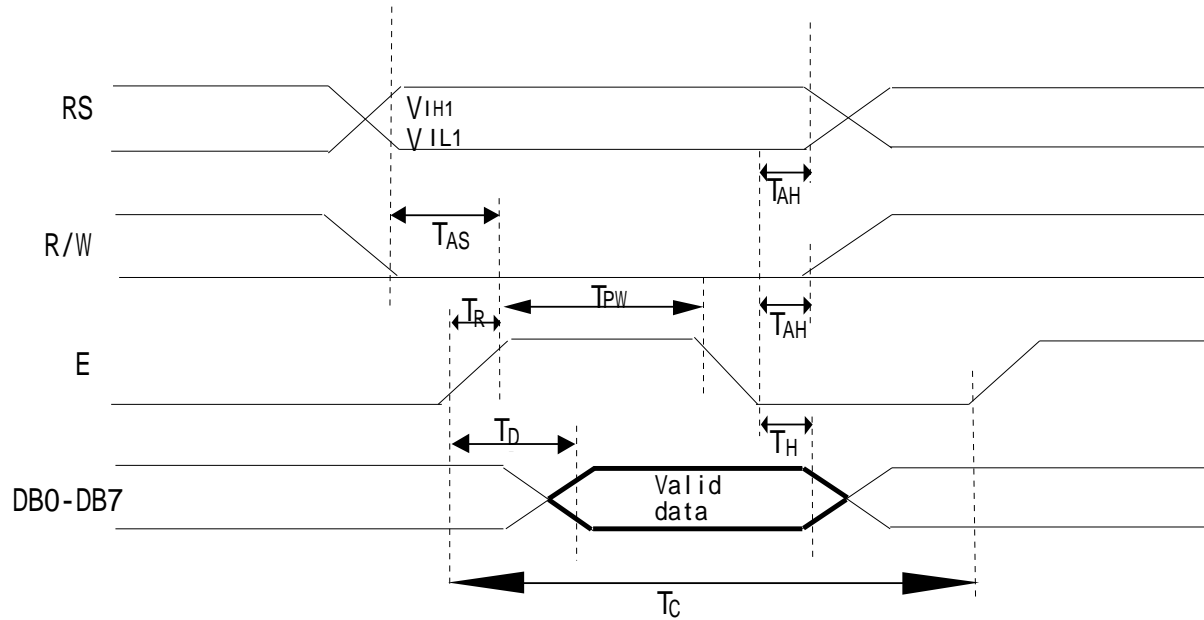 RS
VIH1
VIL1
TAH
R/W
TAS
TR
TPW
TAH
E
TD
TH
DB0-DB7
Valid
data
TC